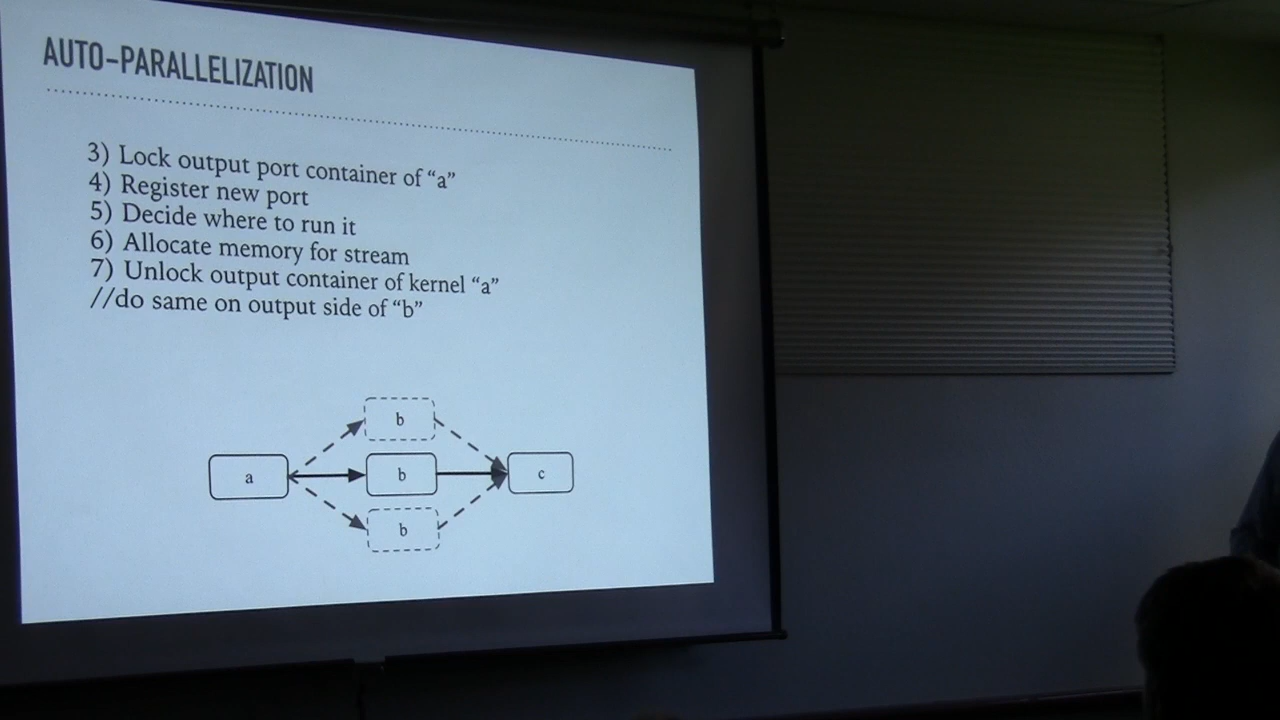 AUTO-PARALLELIZATION
3) Lock output port container of “a”
4) Register new port
5) Decide where to run it
6) Allocate memory for stream
7) Unlock output container of kernel “a”
//do same on output side of “b”
b
a
b
c
b